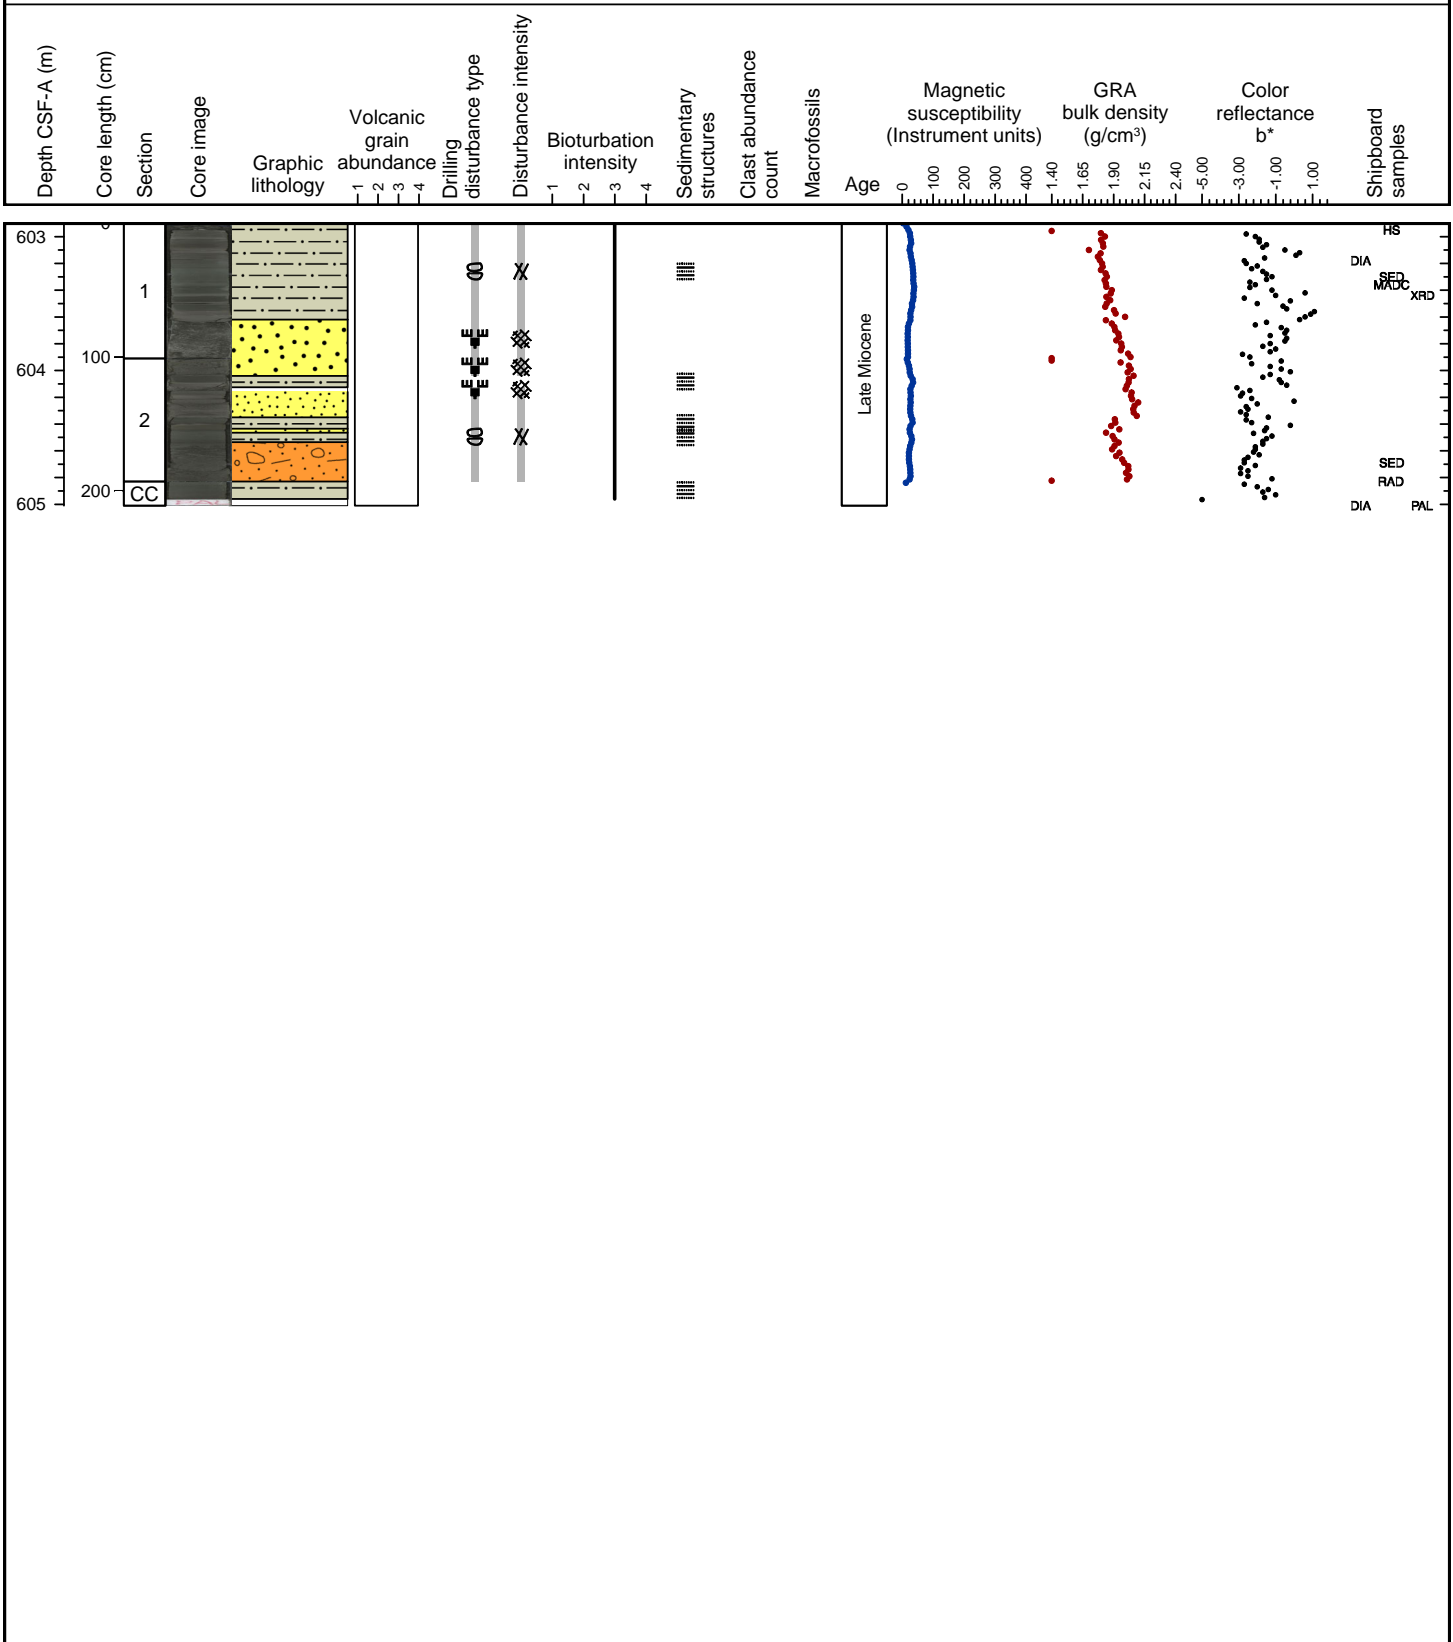 Depth CSF-A (m)
Core length (cm)
Section
Core image
Graphic
lithology
Volcanic
grain
abundance
1 2 3 4
Drilling
disturbance type
Disturbance intensity
Bioturbation
intensity
1 2 3 4
Sedimentary
structures
Clast abundance
count
Macrofossils
Age
Magnetic
susceptibility
(Instrument units)
0 100 200 300 400
GRA
bulk density
(g/cm³)
1.40 1.65 1.90 2.15 2.40
Color
reflectance
b*
-5.00 -3.00 -1.00 1.00
Shipboard
samples
603
604
605
0
100
200
1
2
CC
Late Miocene
HS
DIA
SED
MADC
XRD
SED
RAD
DIA PAL